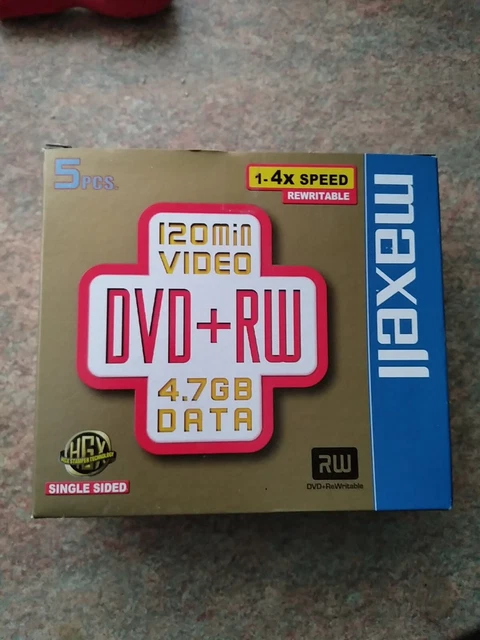 5 PCS.
1-4x SPEED
REWRITABLE
maxell
120min
VIDEO
DVD+RW
4.7GB
DATA
HGX
SINGLE SIDED
RW
DVD+ReWritable